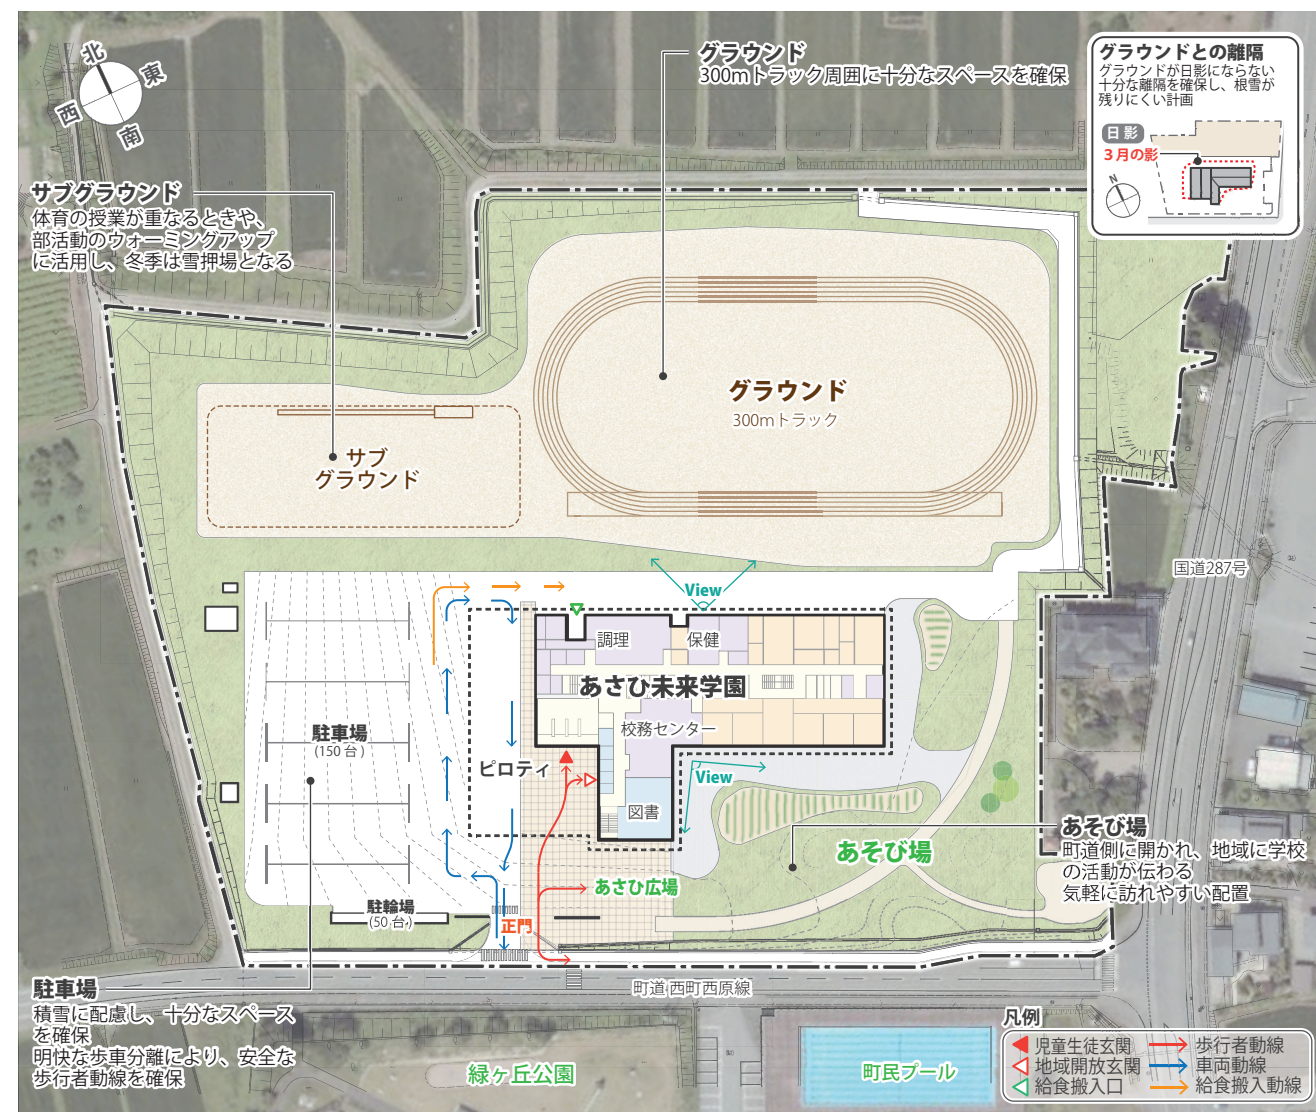 北
東
西
南
グラウンド
300mトラック周囲に十分なスペースを確保
グラウンドとの離隔
グラウンドが日影にならない
十分な離隔を確保し、根雪が
残りにくい計画
日影
3月の影
N
サブグラウンド
体育の授業が重なるときや、
部活動のウォーミングアップ
に活用し、冬季は雪押場となる
グラウンド
300mトラック
サブ
グラウンド
国道287号
View
調理
保健
あさひ未来学園
校務センター
駐車場
(150台)
ピロティ
View
図書
あそび場
あそび場
町道側に開かれ、地域に学校
の活動が伝わる
気軽に訪れやすい配置
あさひ広場
駐輪場
(50台)
正門
駐車場
積雪に配慮し、十分なスペース
を確保
明快な歩車分離により、安全な
歩行者動線を確保
町道 西町西原線
緑ヶ丘公園
町民プール
凡例
児童生徒玄関
歩行者動線
地域開放玄関
車両動線
給食搬入口
給食搬入動線